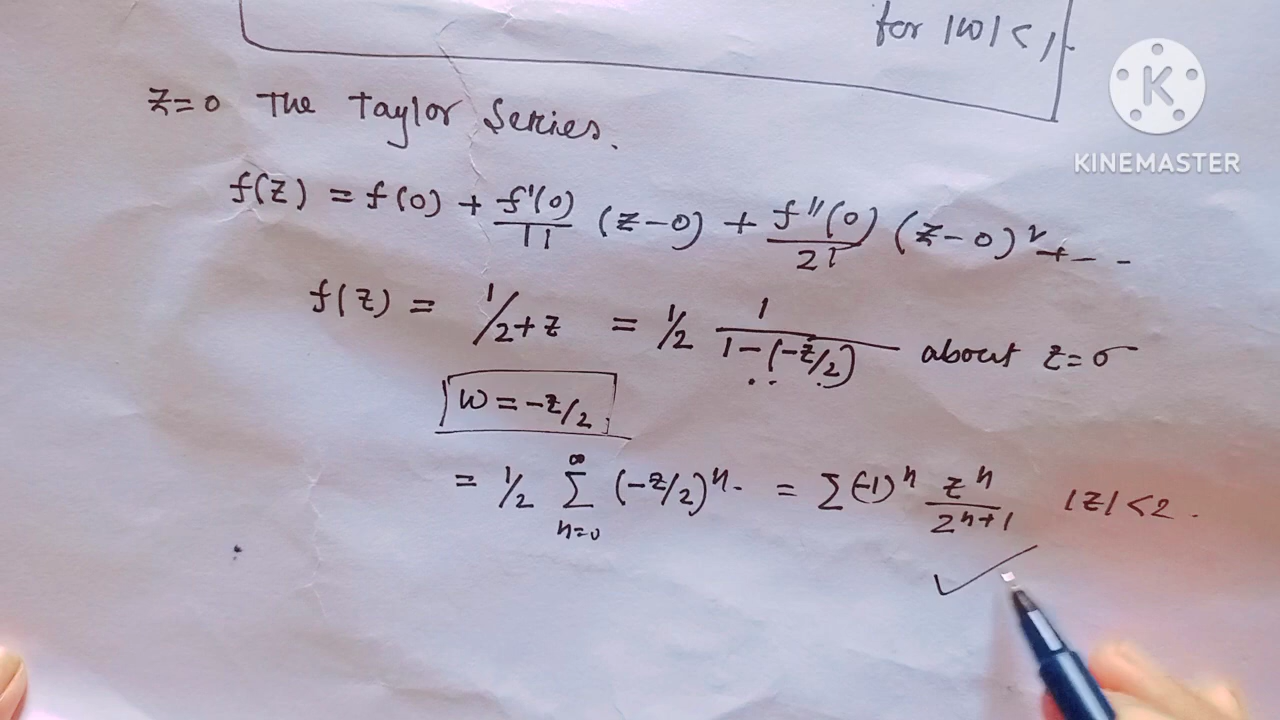 for |w| < 1.
KINEMASTER
z=0 The Taylor Series.
f(z) = f(0) + f'(0)/1! (z-0) + f''(0)/2! (z-0)² + - - -
f(z) = 1/2+z = 1/2 1/(1-(-z/2)) about z=0
w = -z/2.
= 1/2 ∑_{n=0}^{∞} (-z/2)^n. = ∑ (-1)^n z^n/2^{n+1} |z|<2.